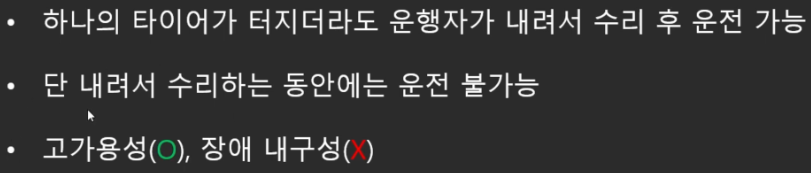 • 하나의 타이어가 터지더라도 운행자가 내려서 수리 후 운전 가능
• 단 내려서 수리하는 동안에는 운전 불가능
• 고가용성(O), 장애 내구성(X)